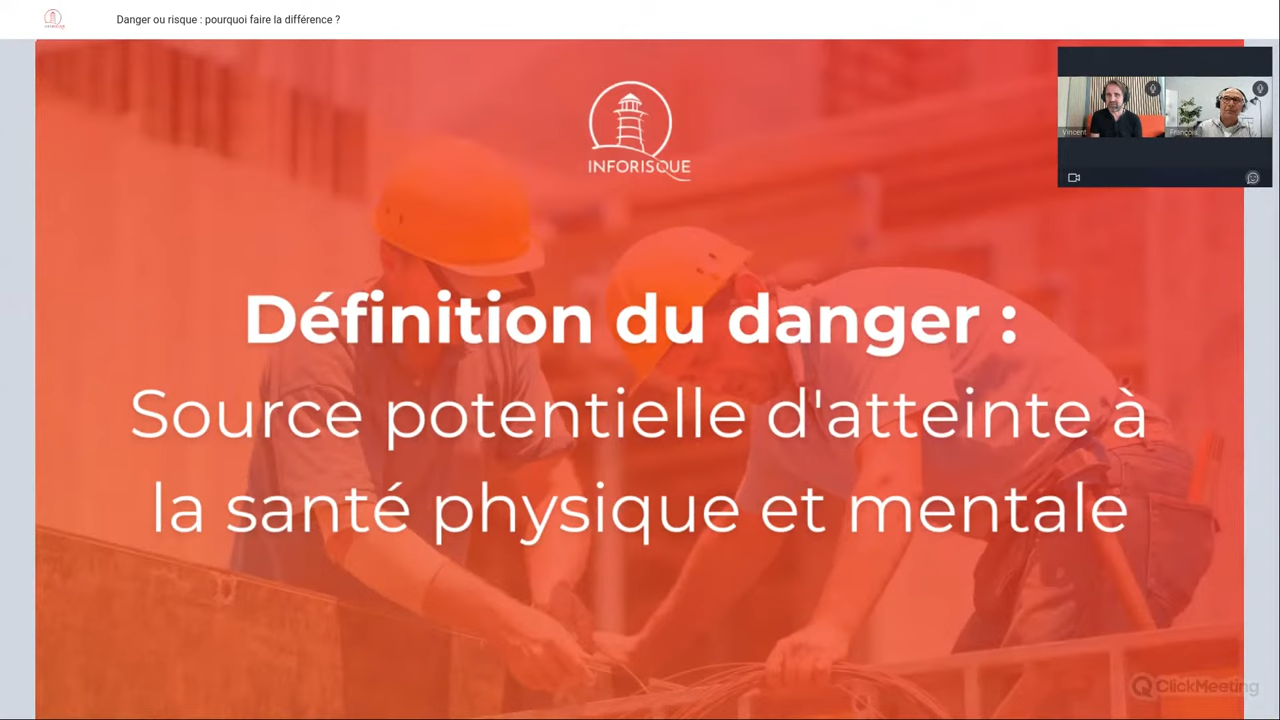 INFORISQUE
Danger ou risque : pourquoi faire la différence ?
INFORISQUE
Vincent
François
Définition du danger :
Source potentielle d'atteinte à
la santé physique et mentale
ClickMeeting